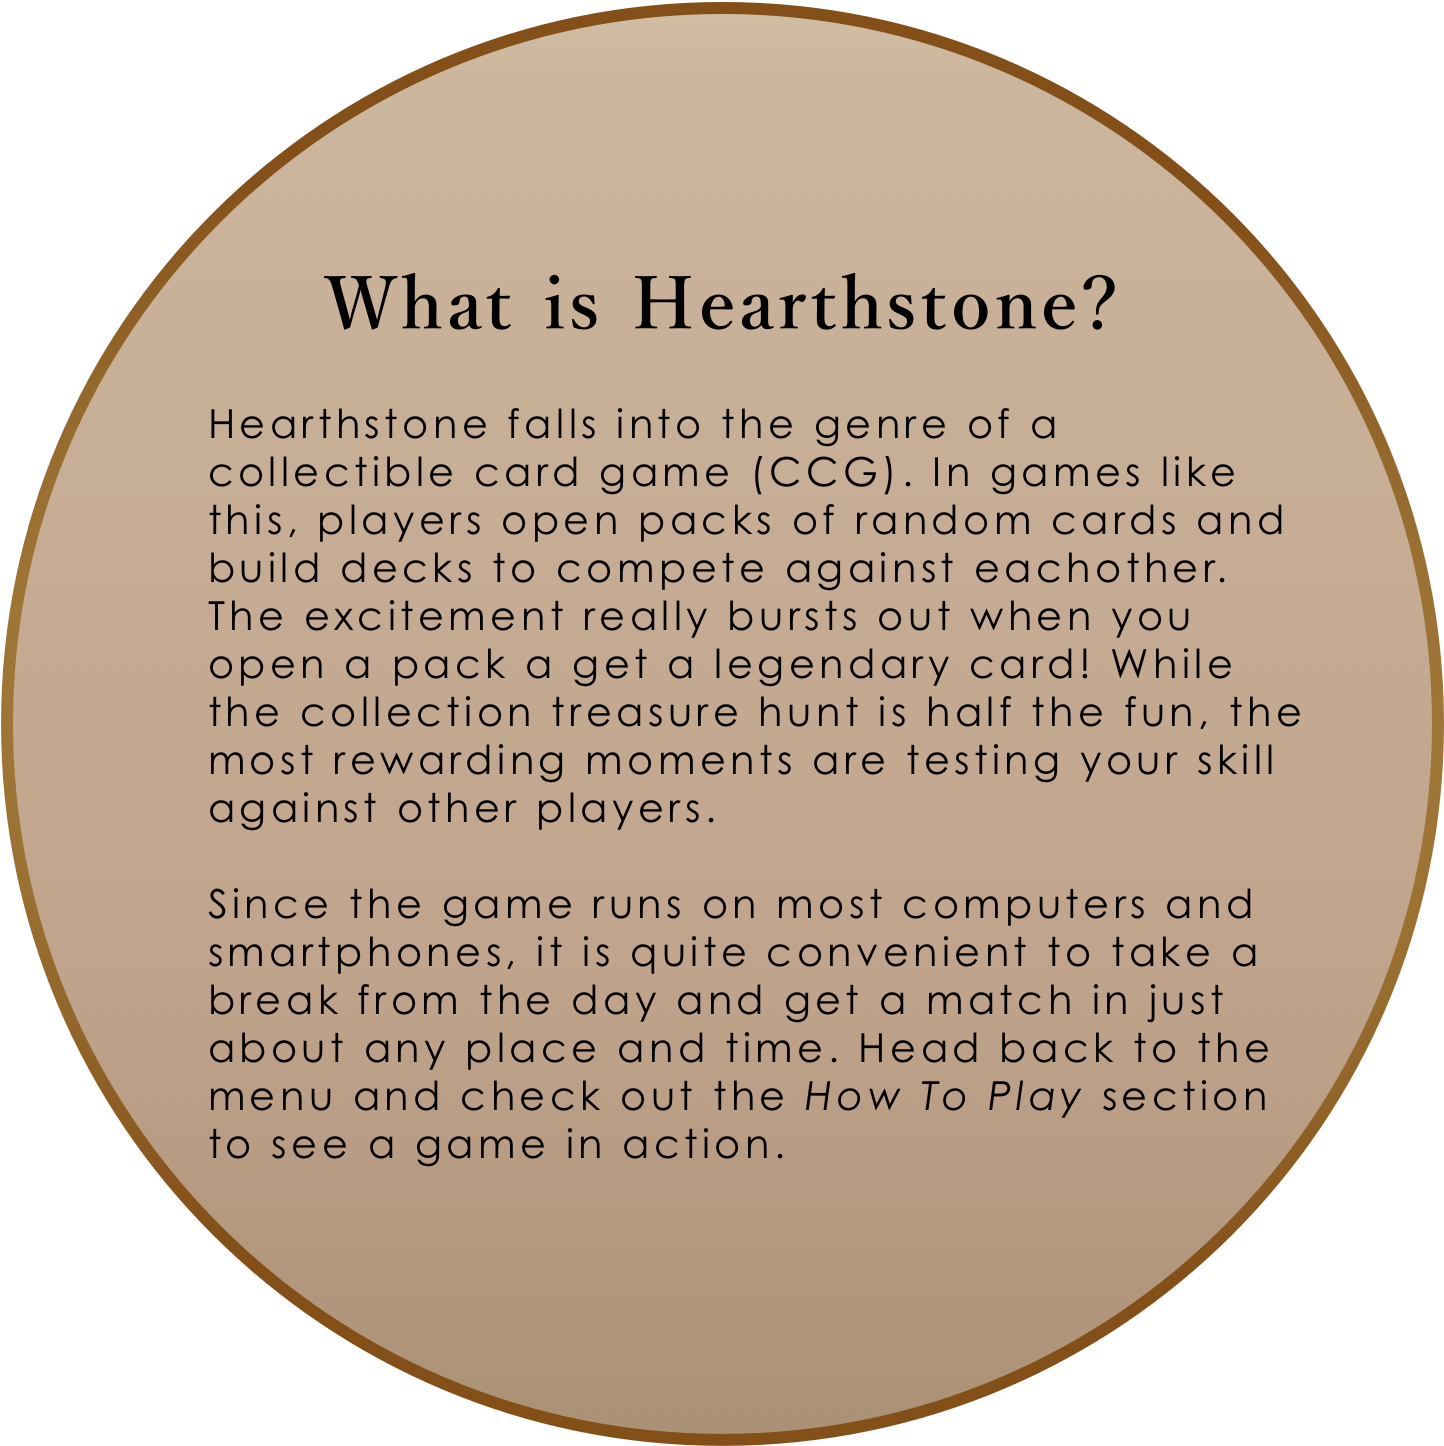 What is Hearthstone?
Hearthstone falls into the genre of a
collectible card game (CCG). In games like
this, players open packs of random cards and
build decks to compete against eachother.
The excitement really bursts out when you
open a pack a get a legendary card! While
the collection treasure hunt is half the fun, the
most rewarding moments are testing your skill
against other players.
Since the game runs on most computers and
smartphones, it is quite convenient to take a
break from the day and get a match in just
about any place and time. Head back to the
menu and check out the How To Play section
to see a game in action.